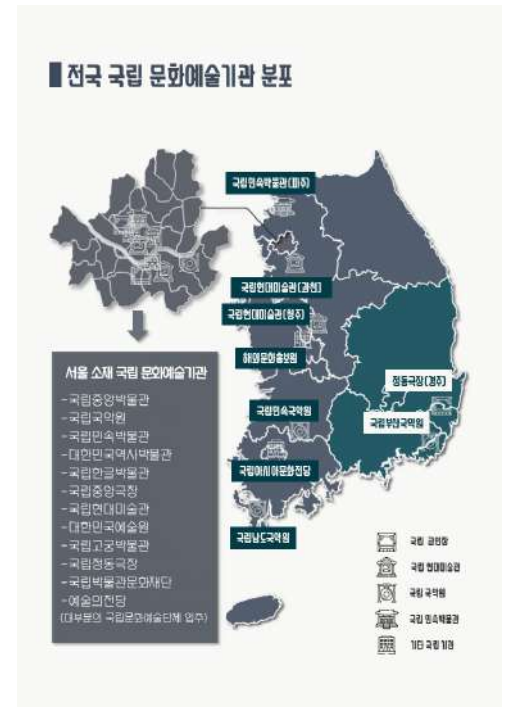 전국 국립 문화예술기관 분포
국립민속박물관(파주)
국립현대미술관(과천)
국립현대미술관(청주)
해외문화홍보원
정동극장(경주)
국립민속국악원
국립부산국악원
국립아시아문화전당
국립남도국악원
서울 소재 국립 문화예술기관
-국립중앙박물관
-국립국악원
-국립민속박물관
-대한민국역사박물관
-국립한글박물관
-국립중앙극장
-국립현대미술관
-대한민국예술원
-국립고궁박물관
-국립정동극장
-국립박물관문화재단
-예술의전당
(대부분의 국립문화예술단체 입주)
국립 공연장
국립 현대미술관
국립 국악원
국립 민속박물관
기타 국립 기관